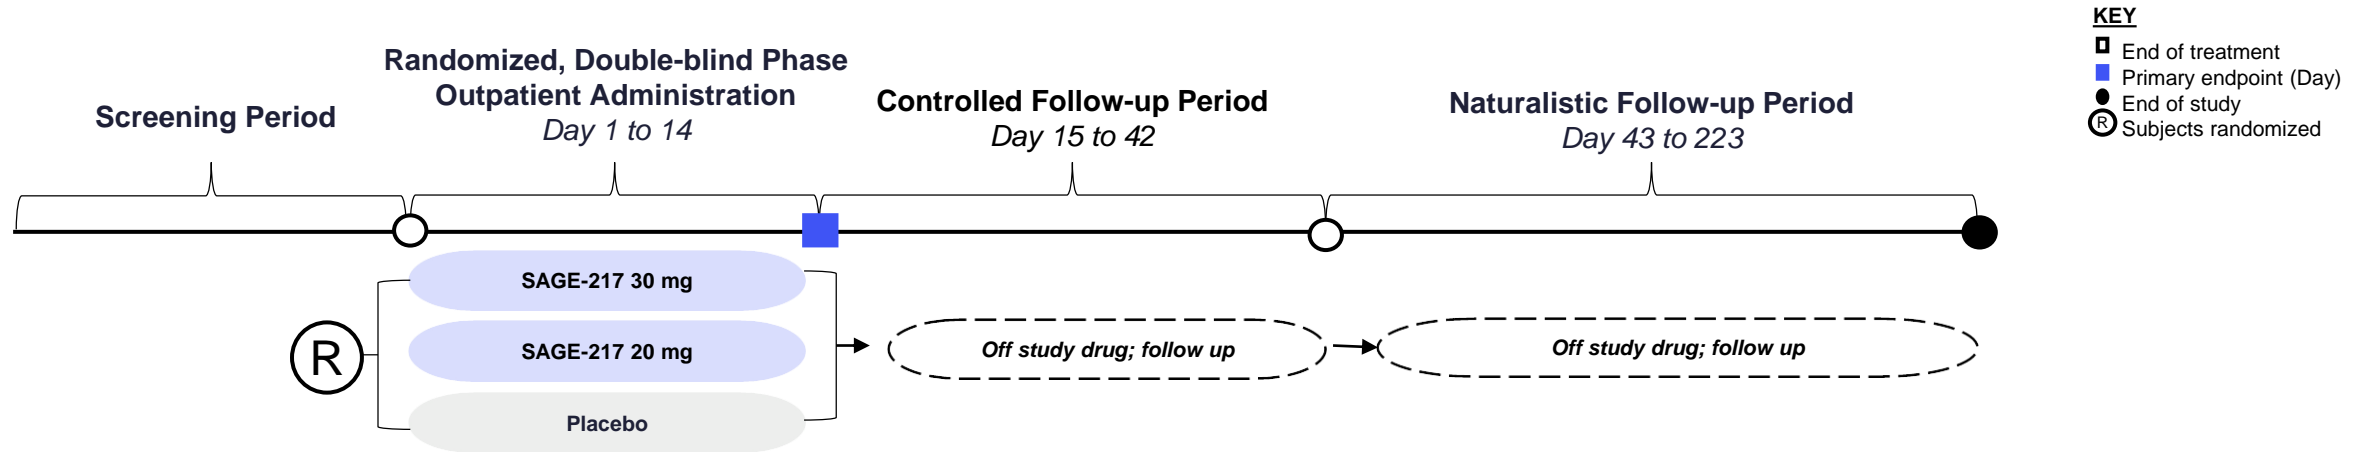 Screening Period
Randomized, Double-blind Phase
Outpatient Administration
Day 1 to 14
Controlled Follow-up Period
Day 15 to 42
Naturalistic Follow-up Period
Day 43 to 223
KEY
End of treatment
Primary endpoint (Day)
End of study
R Subjects randomized
R
SAGE-217 30 mg
SAGE-217 20 mg
Placebo
Off study drug; follow up
Off study drug; follow up